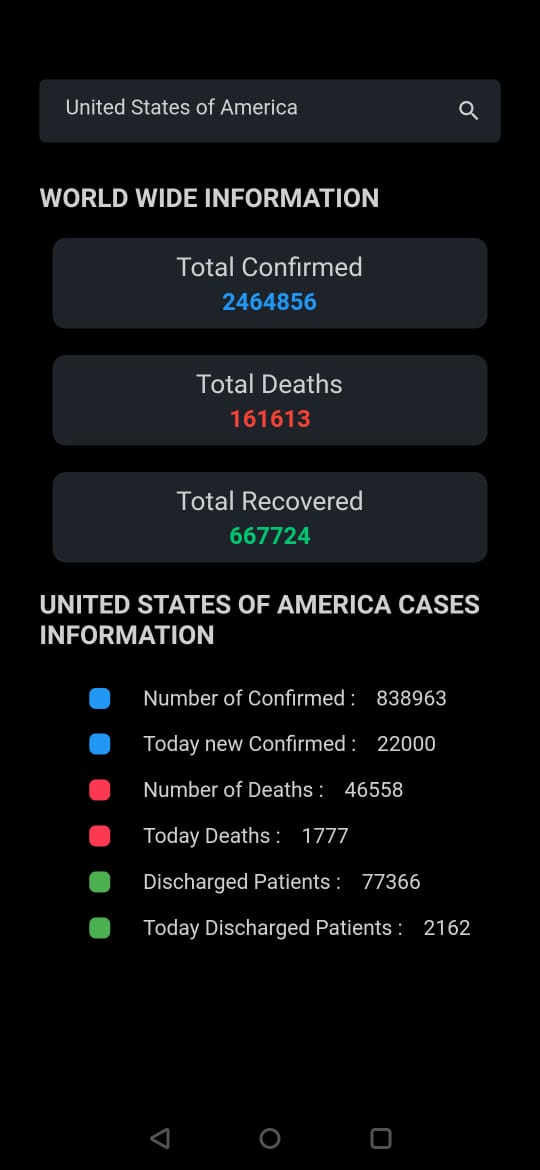 United States of America
WORLD WIDE INFORMATION
Total Confirmed
2464856
Total Deaths
161613
Total Recovered
667724
UNITED STATES OF AMERICA CASES
INFORMATION
Number of Confirmed : 838963
Today new Confirmed : 22000
Number of Deaths : 46558
Today Deaths : 1777
Discharged Patients : 77366
Today Discharged Patients : 2162